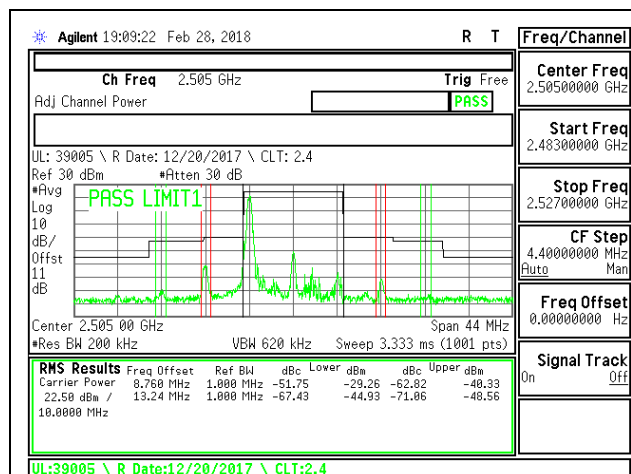 Agilent 19:09:22 Feb 28, 2018 R T
Freq/Channel
Ch Freq 2.505 GHz Trig Free
Adj Channel Power PASS
Center Freq
2.50500000 GHz
Start Freq
2.48300000 GHz
Stop Freq
2.52700000 GHz
CF Step
4.40000000 MHz
Auto Man
Freq Offset
0.00000000 Hz
Signal Track
On Off
UL: 39005 \ R Date: 12/20/2017 \ CLT: 2.4
Ref 30 dBm #Atten 30 dB
#Avg
Log
10
dB/
Offst
11
dB
PASS LIMIT1
Center 2.505 00 GHz Span 44 MHz
#Res BW 200 kHz VBW 620 kHz Sweep 3.333 ms (1001 pts)
RMS Results Freq Offset Ref BW dBc Lower dBm dBc Upper dBm
Carrier Power 8.760 MHz 1.000 MHz -51.75 -29.26 -62.82 -40.33
22.50 dBm / 13.24 MHz 1.000 MHz -67.43 -44.93 -71.06 -48.56
10.0000 MHz
UL:39005 \ R Date:12/20/2017 \ CLT:2.4